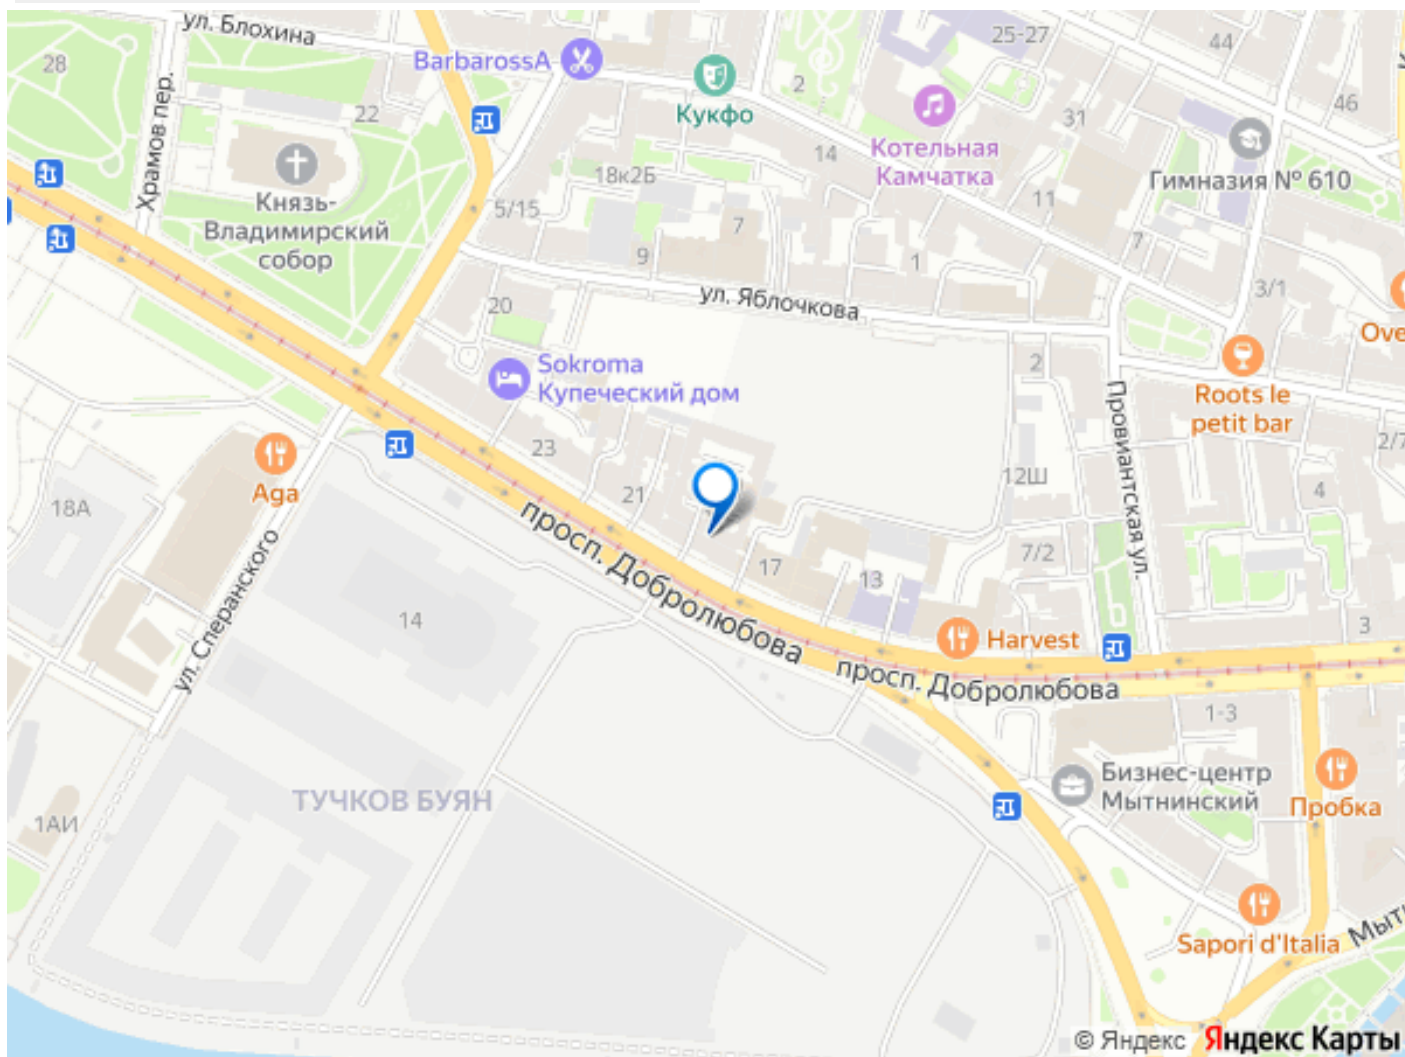 ул. Блохина
28
Храмов пер.
22
BarbarossA
Кукфо
2
25-27
44
46
31
Котельная
Камчатка
14
18к2Б
Гимназия № 610
11
7
5/15
7
9
1
Князь-
Владимирский
собор
ул. Яблочкова
3/1
20
Sokroma
Купеческий дом
2
Roots le
petit bar
Провиантская ул.
2/7
23
Aga
21
12Ш
4
18А
просп. Добролюбова
17
13
7/2
ул. Сперанского
14
Harvest
3
просп. Добролюбова
1-3
ТУЧКОВ БУЯН
Бизнес-центр
Мытнинский
Пробка
1АИ
Sapori d'Italia
© Яндекс Яндекс Карты